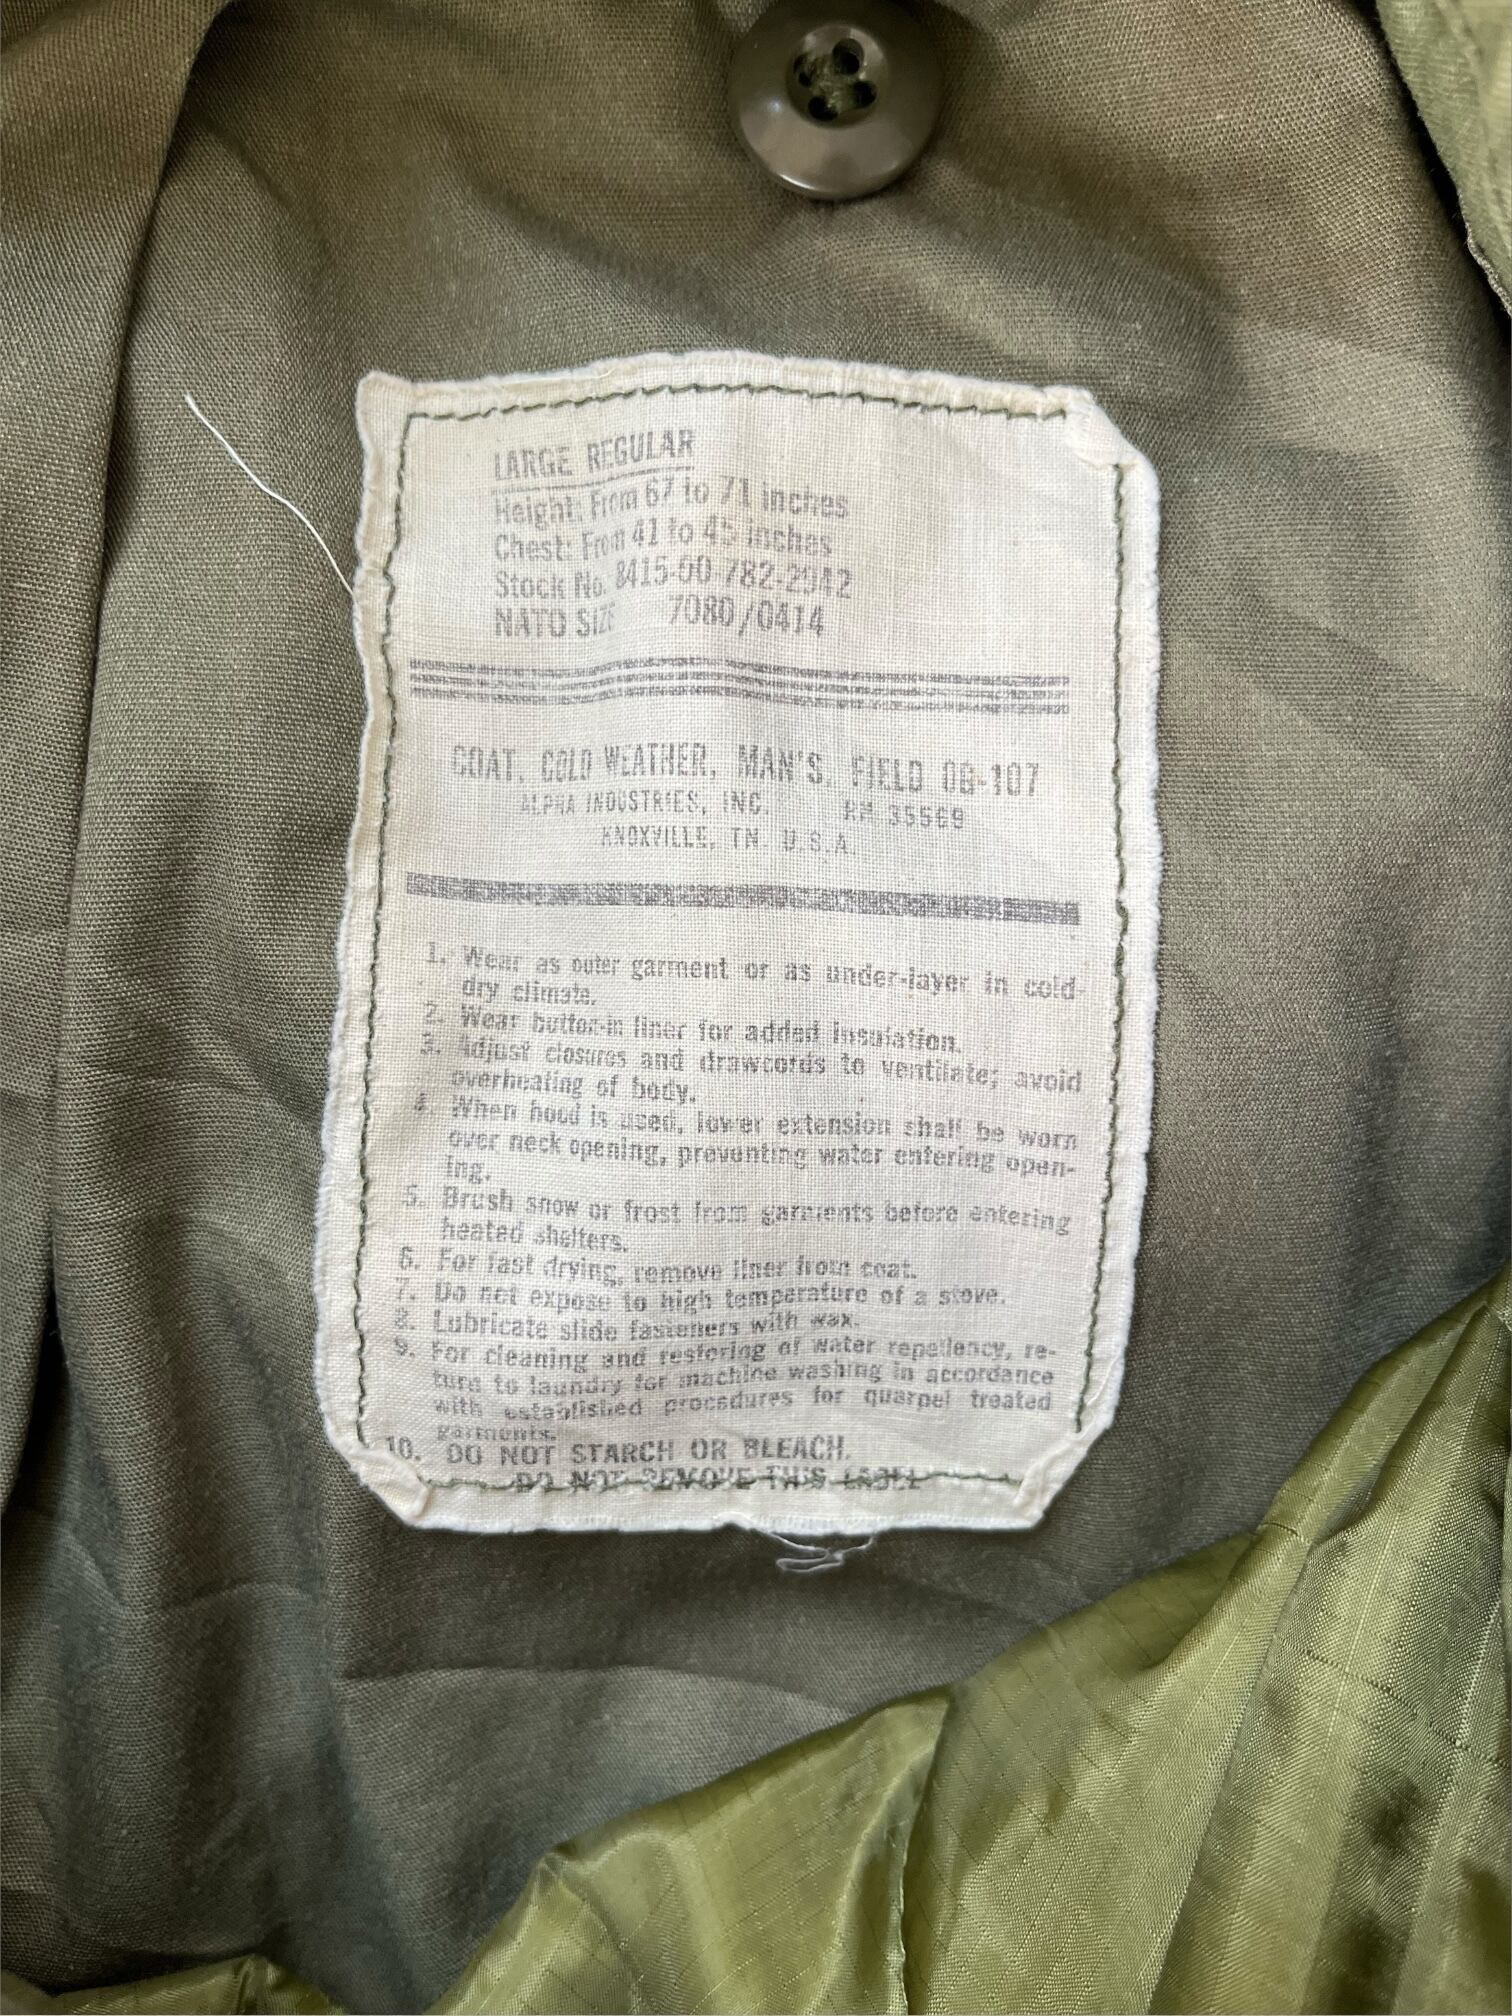 LARGE REGULAR
Height: From 67 to 71 inches
Chest: From 41 to 45 inches
Stock No. 8415-00-782-2942
NATO SIZE 7080/0414
COAT, COLD WEATHER, MAN'S, FIELD OG-107
ALPHA INDUSTRIES, INC. RN 35569
KNOXVILLE, TN U.S.A.
1. Wear as outer garment or as under-layer in cold-
dry climate.
2. Wear button-in liner for added insulation.
3. Adjust closures and drawcords to ventilate; avoid
overheating of body.
4. When hood is used, lower extension shall be worn
over neck opening, preventing water entering open-
ing.
5. Brush snow or frost from garments before entering
heated shelters.
6. For fast drying, remove liner from coat.
7. Do not expose to high temperature of a stove.
8. Lubricate slide fasteners with wax.
9. For cleaning and restoring of water repellency, re-
turn to laundry for machine washing in accordance
with established procedures for quarpel treated
garments.
10. DO NOT STARCH OR BLEACH.
DO NOT REMOVE THIS LABEL